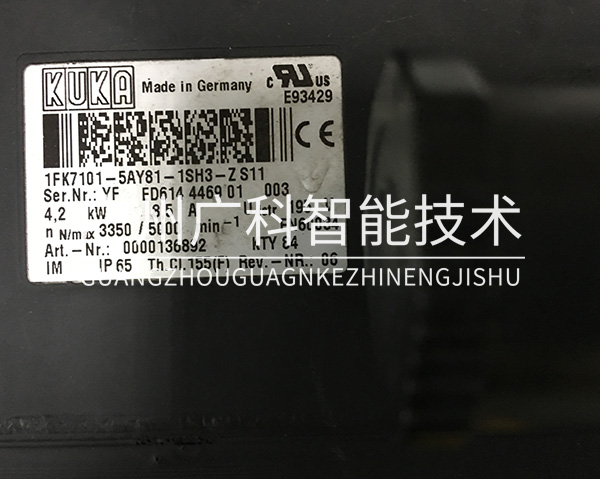 KUKA Made in Germany c UR us
E93429
CE
1FK7101-5AY81-1SH3-Z S11
Ser.Nr.: YF FD614 4469 01 003
4,2 kW A
n N/max 3350 / 5000 min-1
Art.-Nr.: 0000136892 KTY 84
IM IP 65 Th.Cl.155(F) Rev.-NR.: 06
广科智能技术
GUANGZHOUGUAGNKEZHINENGJISHU